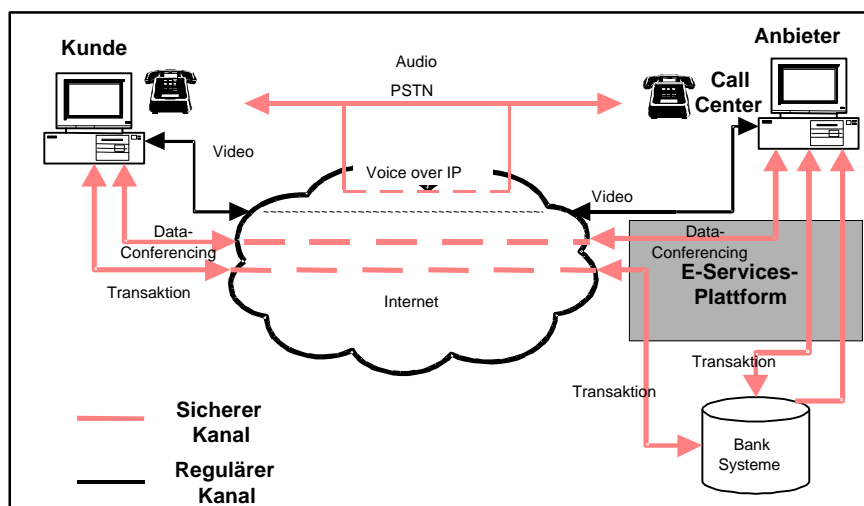 Kunde
Anbieter
Audio
PSTN
Call
Center
Video
Voice over IP
Video
Data-
Conferencing
Data-
Conferencing
E-Services-
Plattform
Transaktion
Internet
Transaktion
Transaktion
Sicherer
Kanal
Bank
Systeme
Regulärer
Kanal